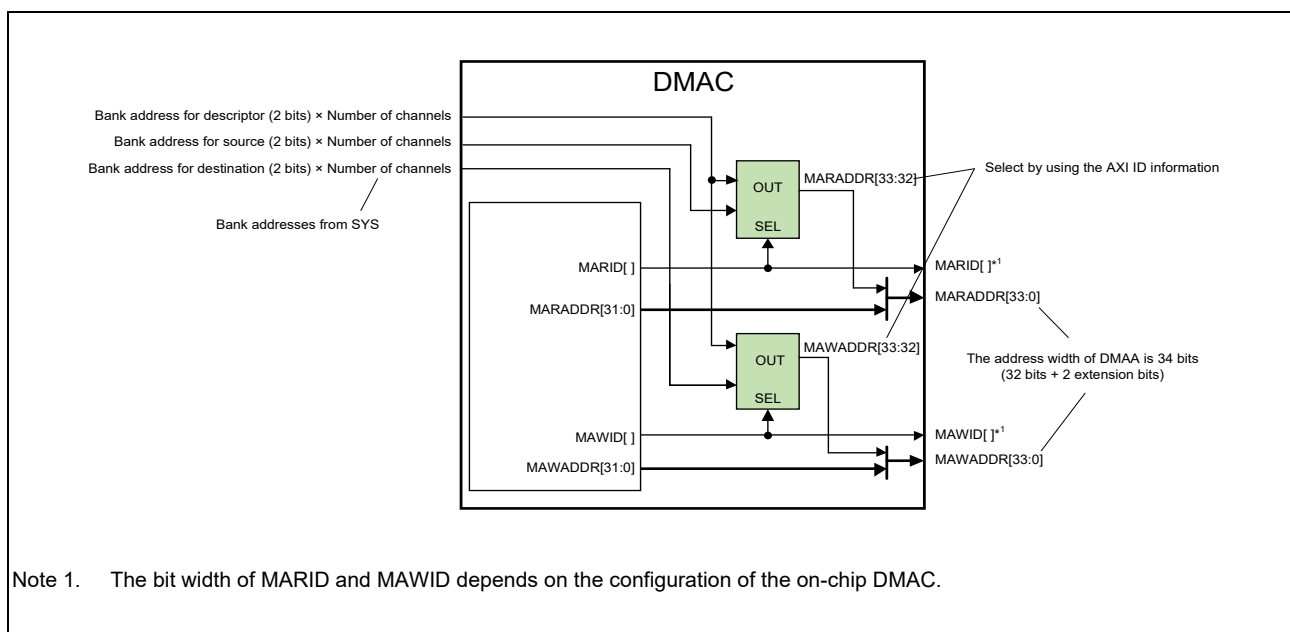 DMAC
Bank address for descriptor (2 bits) × Number of channels
Bank address for source (2 bits) × Number of channels
Bank address for destination (2 bits) × Number of channels
Bank addresses from SYS
OUT
SEL
MARADDR[33:32]
Select by using the AXI ID information
MARID[ ]
MARID[ ]*1
MARADDR[31:0]
MARADDR[33:0]
OUT
SEL
MAWADDR[33:32]
The address width of DMAA is 34 bits
(32 bits + 2 extension bits)
MAWID[ ]
MAWID[ ]*1
MAWADDR[31:0]
MAWADDR[33:0]
Note 1. The bit width of MARID and MAWID depends on the configuration of the on-chip DMAC.